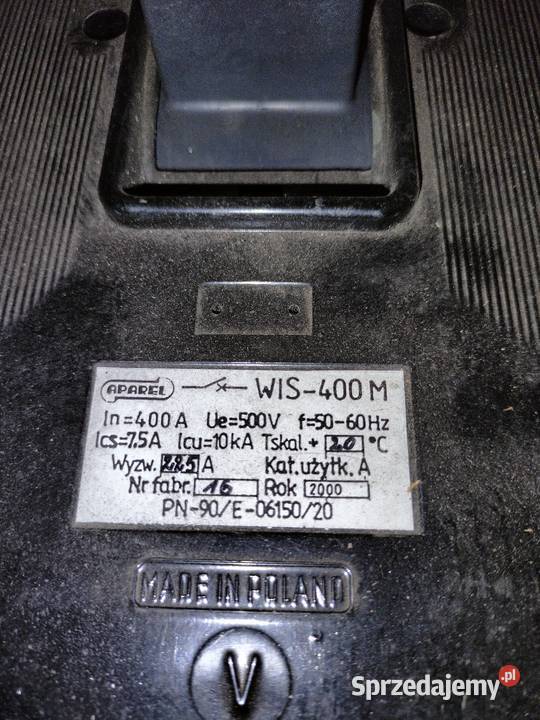 APAREL WIS-400 M
In=400 A Ue=500V f=50-60Hz
Ics=7.5A Icu=10kA Tskal.+ 20 °C
Wyzw. 225 A Kat.użytk. A
Nr fabr. 16 Rok 2000
PN-90/E-06150/20
MADE IN POLAND
V
Sprzedajemy.pl